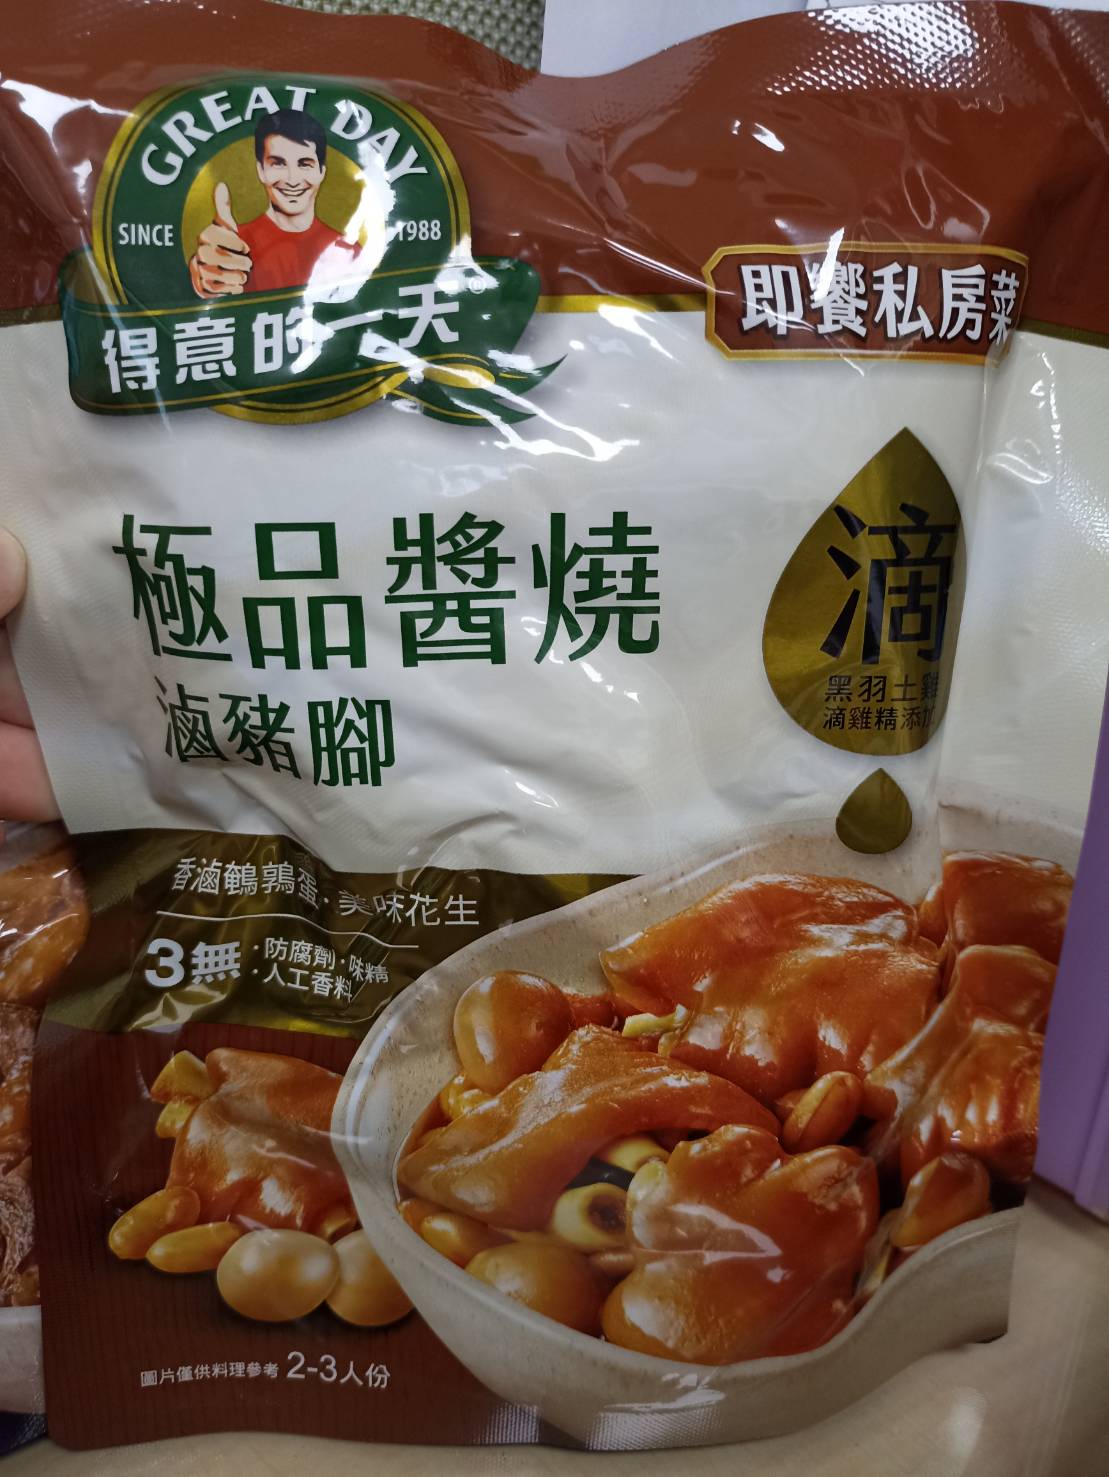 GREAT DAY
SINCE 1988
得意的一天®
即饗私房菜
極品醬燒
滷豬腳
滴
黑羽土雞
滴雞精添加
香滷鵪鶉蛋·美味花生
3無:防腐劑·味精
:人工香料
圖片僅供料理參考 2-3人份